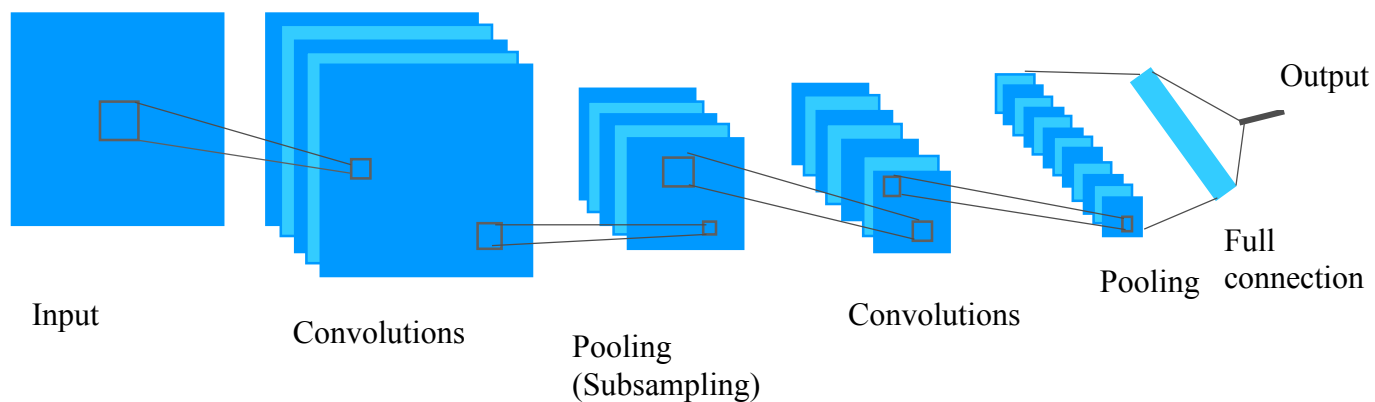 Input
Convolutions
Pooling
(Subsampling)
Convolutions
Pooling
Full
connection
Output